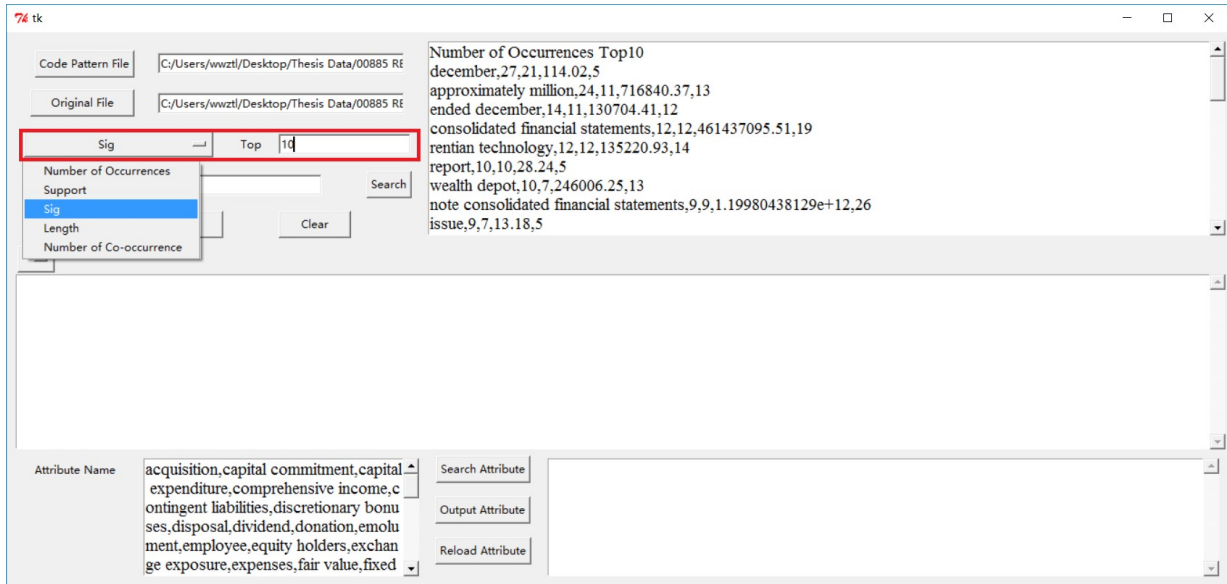 tk
Code Pattern File
C:/Users/wwztl/Desktop/Thesis Data/00885 RE
Original File
C:/Users/wwztl/Desktop/Thesis Data/00885 RE
Sig
Top
10
Number of Occurrences
Support
Sig
Length
Number of Co-occurrence
Search
Clear
Number of Occurrences Top10
december,27,21,114.02,5
approximately million,24,11,716840.37,13
ended december,14,11,130704.41,12
consolidated financial statements,12,12,461437095.51,19
rentian technology,12,12,135220.93,14
report,10,10,28.24,5
wealth depot,10,7,246006.25,13
note consolidated financial statements,9,9,1.19980438129e+12,26
issue,9,7,13.18,5
Attribute Name
acquisition,capital commitment,capital
expenditure,comprehensive income,c
ontingent liabilities,discretionary bonu
ses,disposal,dividend,donation,emolu
ment,employee,equity holders,exchan
ge exposure,expenses,fair value,fixed
Search Attribute
Output Attribute
Reload Attribute